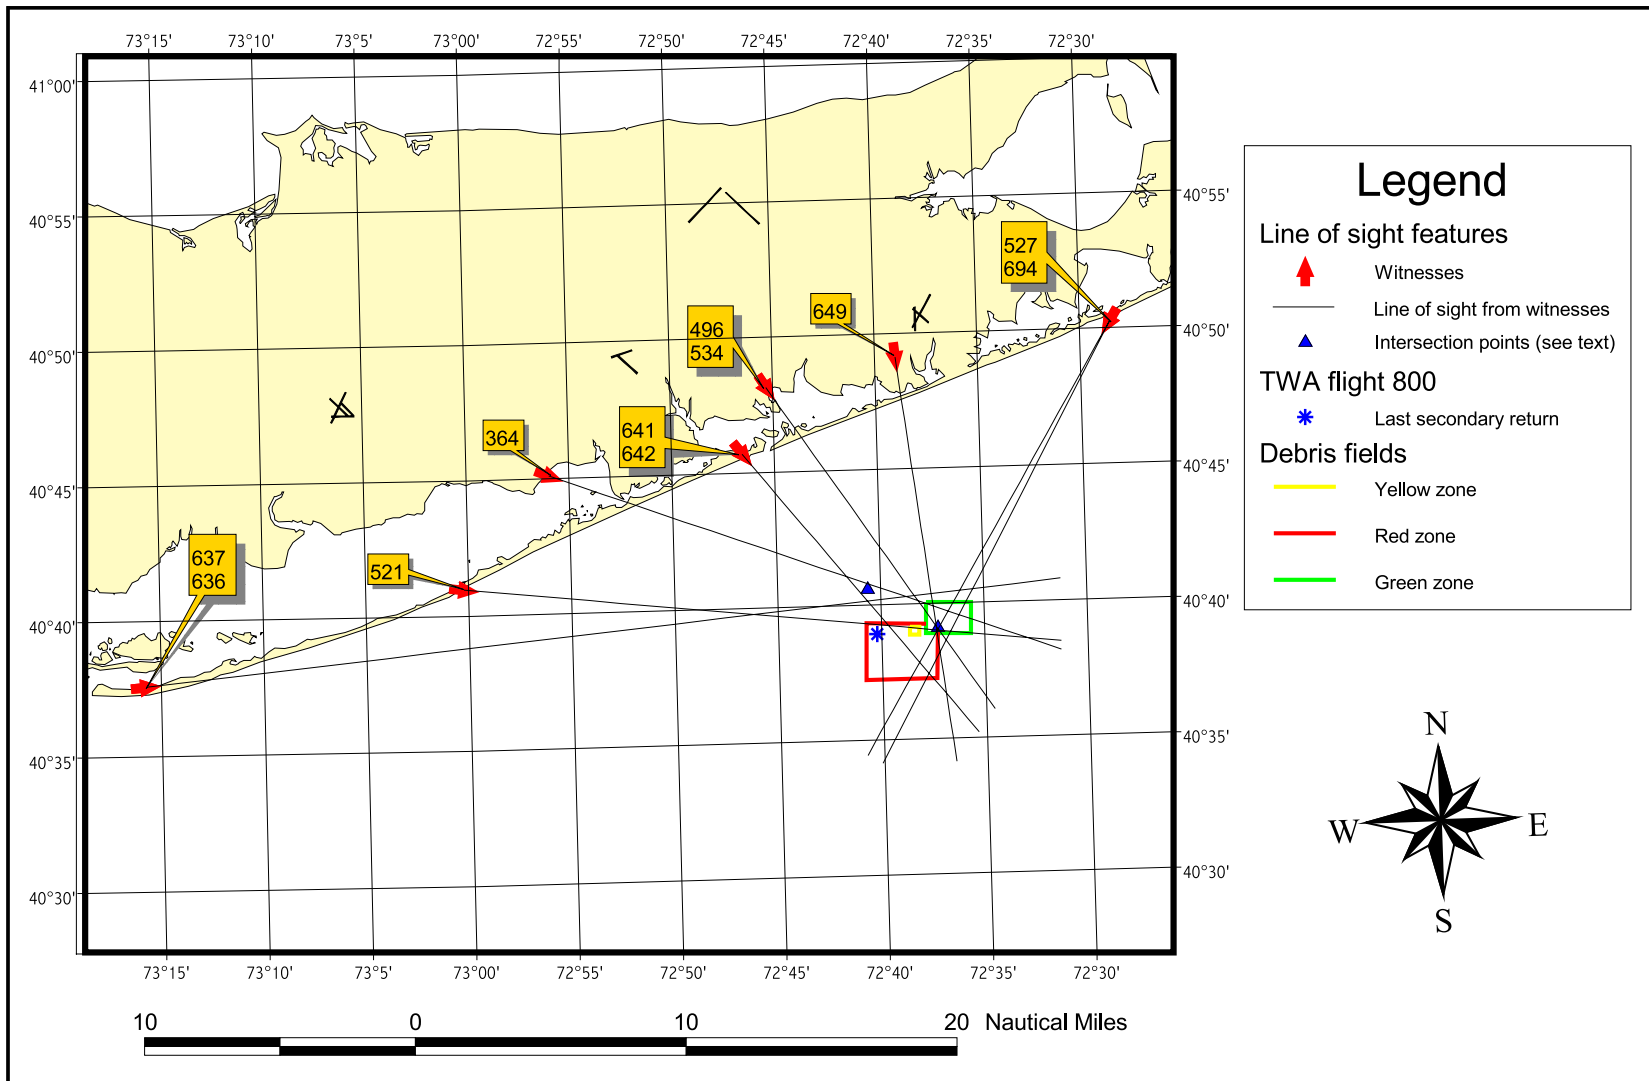 73°15' 73°10' 73°5' 73°00' 72°55' 72°50' 72°45' 72°40' 72°35' 72°30'
41°00'
40°55'
40°50'
40°45'
40°40'
40°35'
40°30'
527
694
649
496
534
641
642
364
521
637
636
40°55'
40°50'
40°45'
40°40'
40°35'
40°30'
73°15' 73°10' 73°5' 73°00' 72°55' 72°50' 72°45' 72°40' 72°35' 72°30'
10 0 10 20 Nautical Miles
Legend
Line of sight features
Witnesses
Line of sight from witnesses
Intersection points (see text)
TWA flight 800
Last secondary return
Debris fields
Yellow zone
Red zone
Green zone
N
W E
S